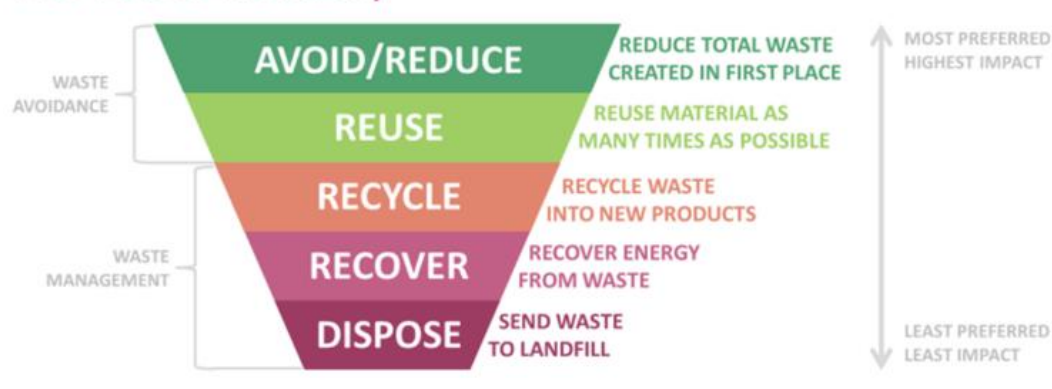 AVOID/REDUCE
REDUCE TOTAL WASTE
CREATED IN FIRST PLACE
REUSE
REUSE MATERIAL AS
MANY TIMES AS POSSIBLE
RECYCLE
RECYCLE WASTE
INTO NEW PRODUCTS
RECOVER
RECOVER ENERGY
FROM WASTE
DISPOSE
SEND WASTE
TO LANDFILL
WASTE
AVOIDANCE
WASTE
MANAGEMENT
MOST PREFERRED
HIGHEST IMPACT
LEAST PREFERRED
LEAST IMPACT